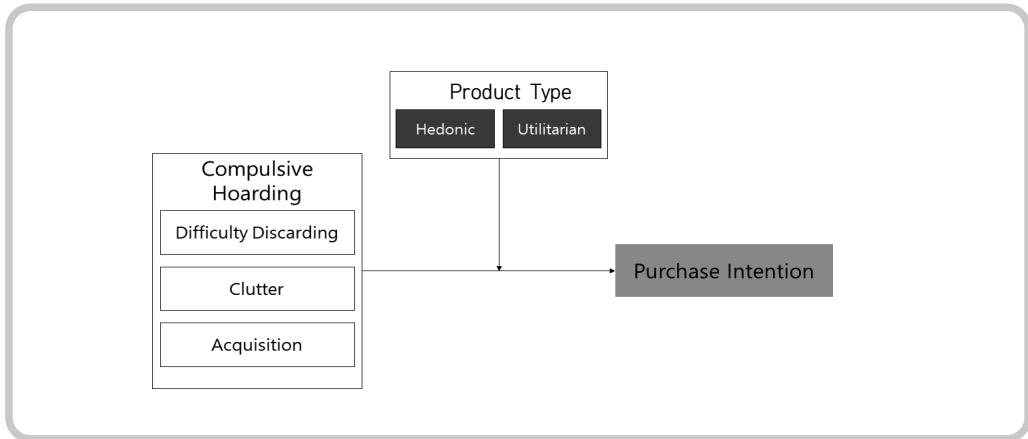 Product Type
Hedonic
Utilitarian
Compulsive
Hoarding
Difficulty Discarding
Clutter
Acquisition
Purchase Intention